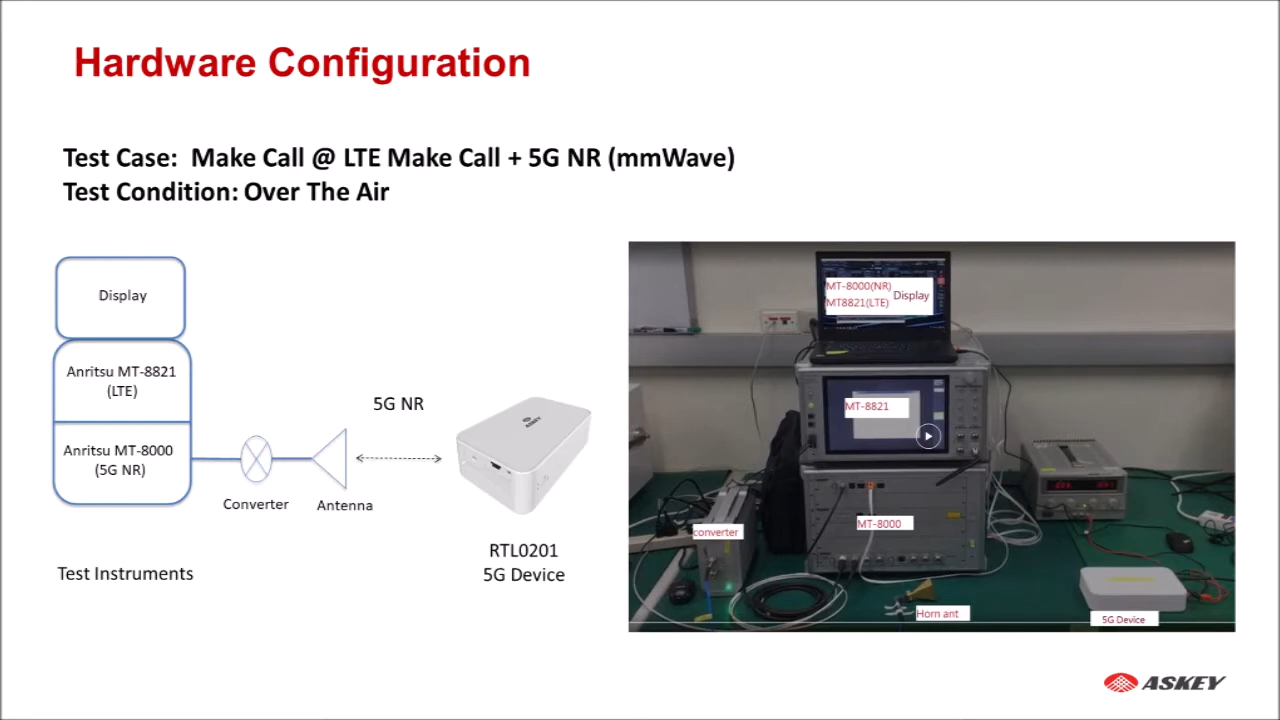 Hardware Configuration
Test Case: Make Call @ LTE Make Call + 5G NR (mmWave)
Test Condition: Over The Air
Display
Anritsu MT-8821
(LTE)
Anritsu MT-8000
(5G NR)
Converter
Antenna
5G NR
ASKEY
RTL0201
5G Device
Test Instruments
MT-8000(NR)
MT8821(LTE)
Display
MT-8821
MT-8000
converter
Horn ant
5G Device
ASKEY